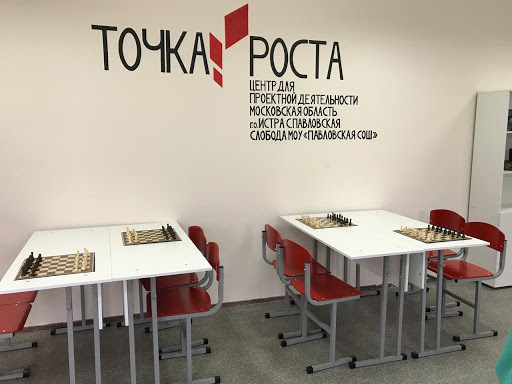 ТОЧКА РОСТА
ЦЕНТР ДЛЯ
ПРОЕКТНОЙ ДЕЯТЕЛЬНОСТИ
МОСКОВСКАЯ ОБЛАСТЬ
г.о. ИСТРА С.ПАВЛОВСКАЯ
СЛОБОДА МОУ «ПАВЛОВСКАЯ СОШ»